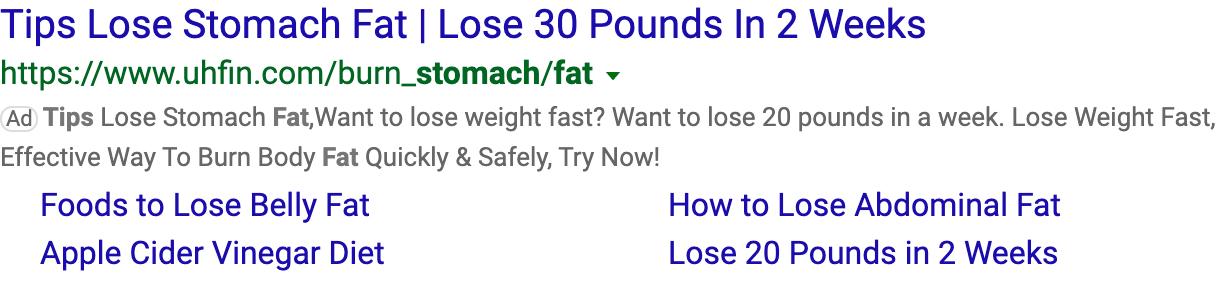 Tips Lose Stomach Fat | Lose 30 Pounds In 2 Weeks
https://www.uhfin.com/burn_stomach/fat
Ad Tips Lose Stomach Fat,Want to lose weight fast? Want to lose 20 pounds in a week. Lose Weight Fast,
Effective Way To Burn Body Fat Quickly & Safely, Try Now!
Foods to Lose Belly Fat How to Lose Abdominal Fat
Apple Cider Vinegar Diet Lose 20 Pounds in 2 Weeks